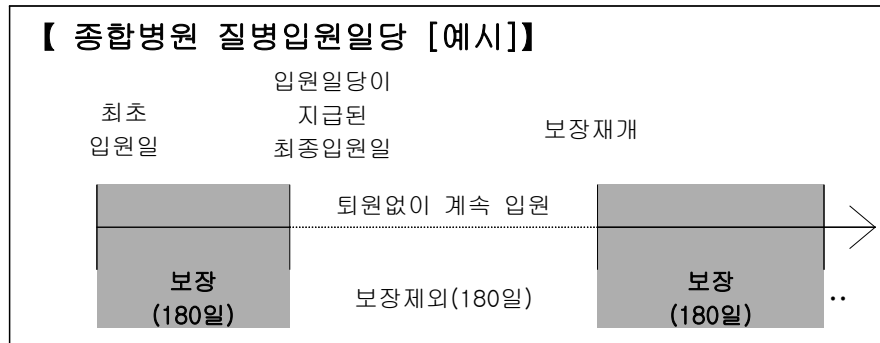 【 종합병원 질병입원일당 [예시]】
최초
입원일
입원일당이
지급된
최종입원일
보장재개
퇴원없이 계속 입원
보장
(180일)
보장제외(180일)
보장
(180일)
..